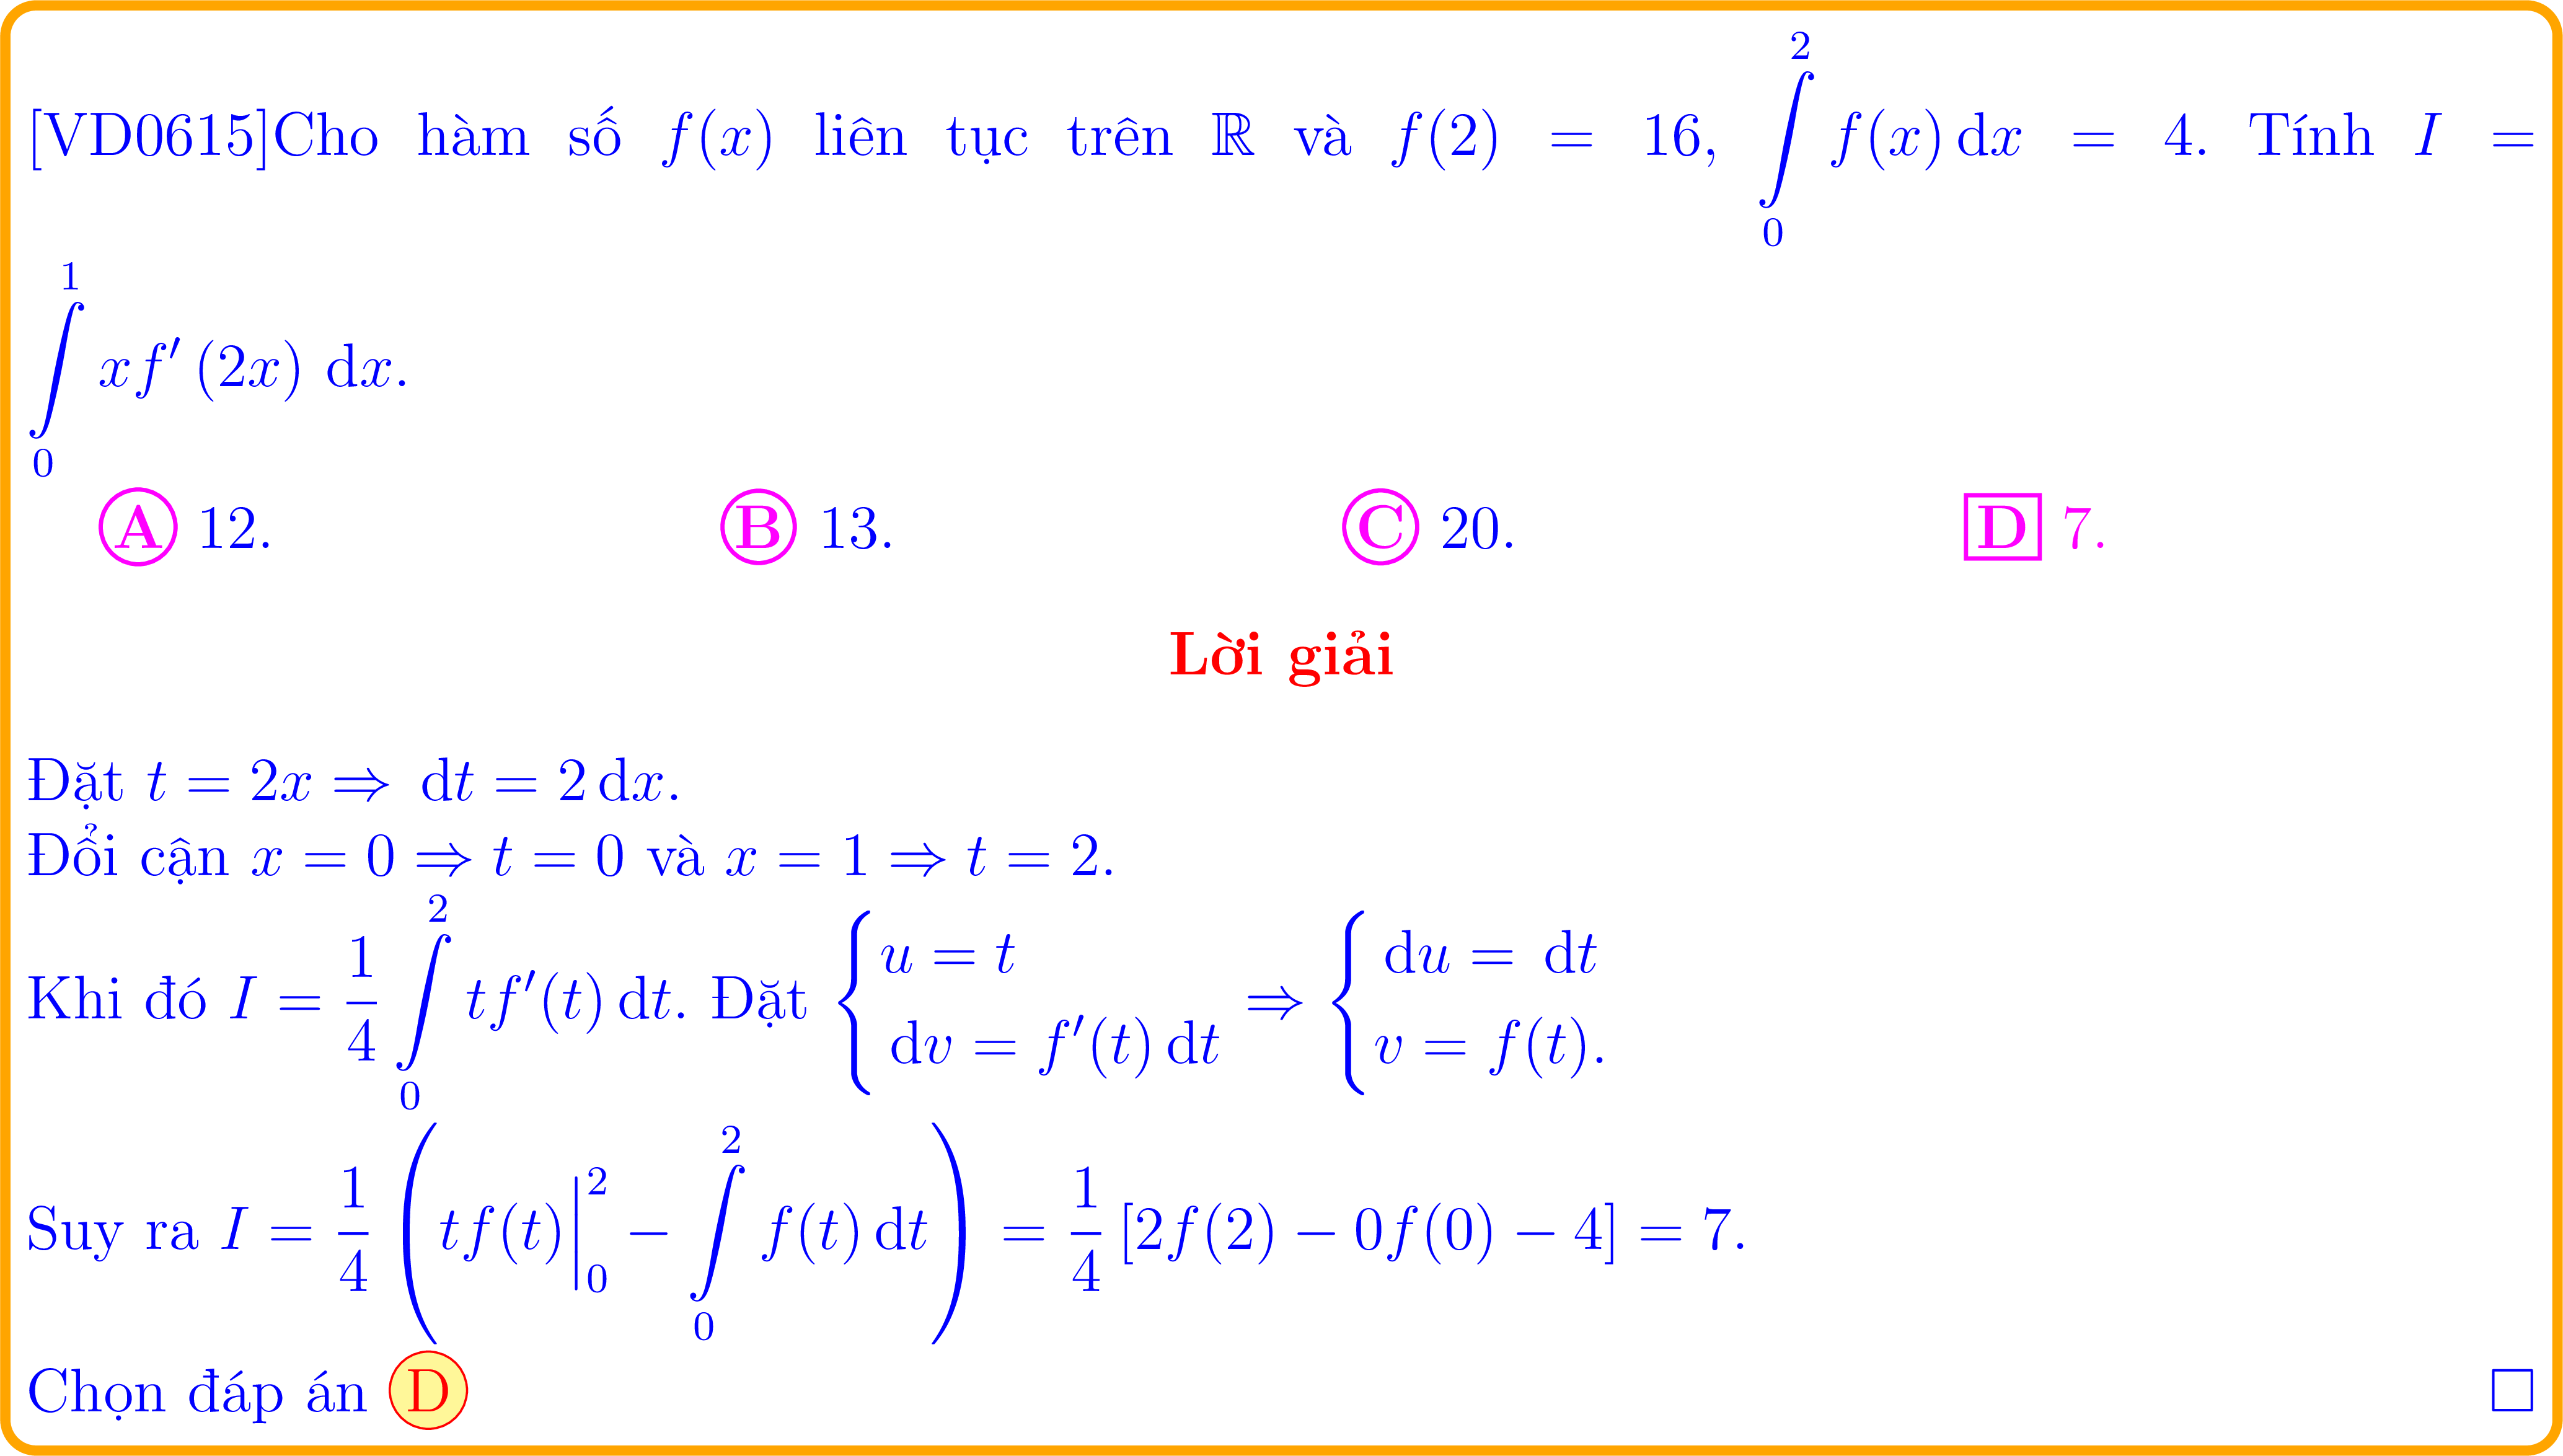 [VD0615]Cho hàm số $f(x)$ liên tục trên $\mathbb{R}$ và $f(2) = 16$, $\int\limits_0^2 f(x)\,\mathrm{d}x = 4$. Tính $I =$
$\int\limits_0^1 xf'(2x)\,\mathrm{d}x$.
A 12. B 13. C 20. D 7.
Lời giải
Đặt $t = 2x \Rightarrow \mathrm{d}t = 2\,\mathrm{d}x$.
Đổi cận $x = 0 \Rightarrow t = 0$ và $x = 1 \Rightarrow t = 2$.
Khi đó $I = \dfrac{1}{4}\int\limits_0^2 tf'(t)\,\mathrm{d}t$. Đặt $\begin{cases} u = t \\ \mathrm{d}v = f'(t)\,\mathrm{d}t \end{cases} \Rightarrow \begin{cases} \mathrm{d}u = \mathrm{d}t \\ v = f(t). \end{cases}$
Suy ra $I = \dfrac{1}{4}\left( tf(t)\Big|_0^2 - \int\limits_0^2 f(t)\,\mathrm{d}t \right) = \dfrac{1}{4}\left[2f(2) - 0f(0) - 4\right] = 7$.
Chọn đáp án D □